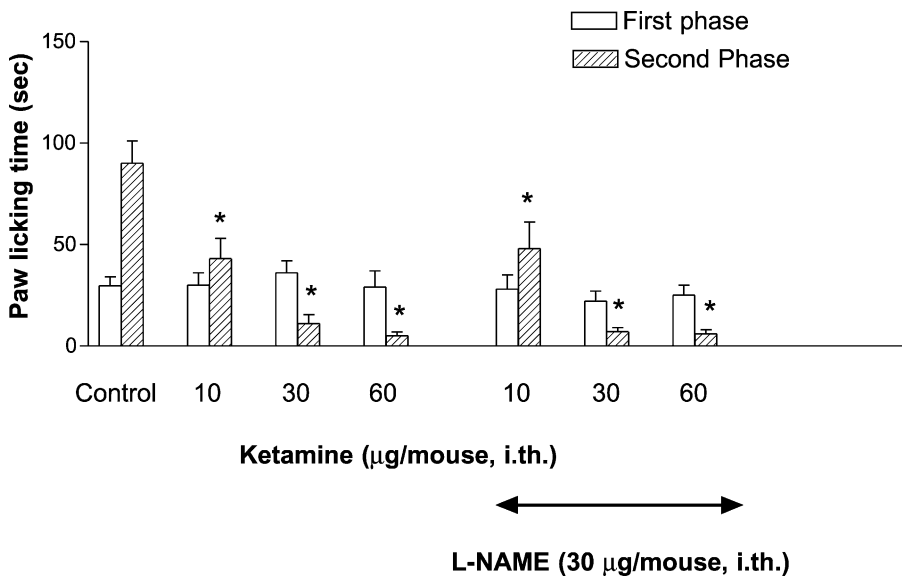 First phase
Second Phase
Paw licking time (sec)
150
100
50
0
* * * * * *
Control 10 30 60 10 30 60
Ketamine (μg/mouse, i.th.)
L-NAME (30 μg/mouse, i.th.)